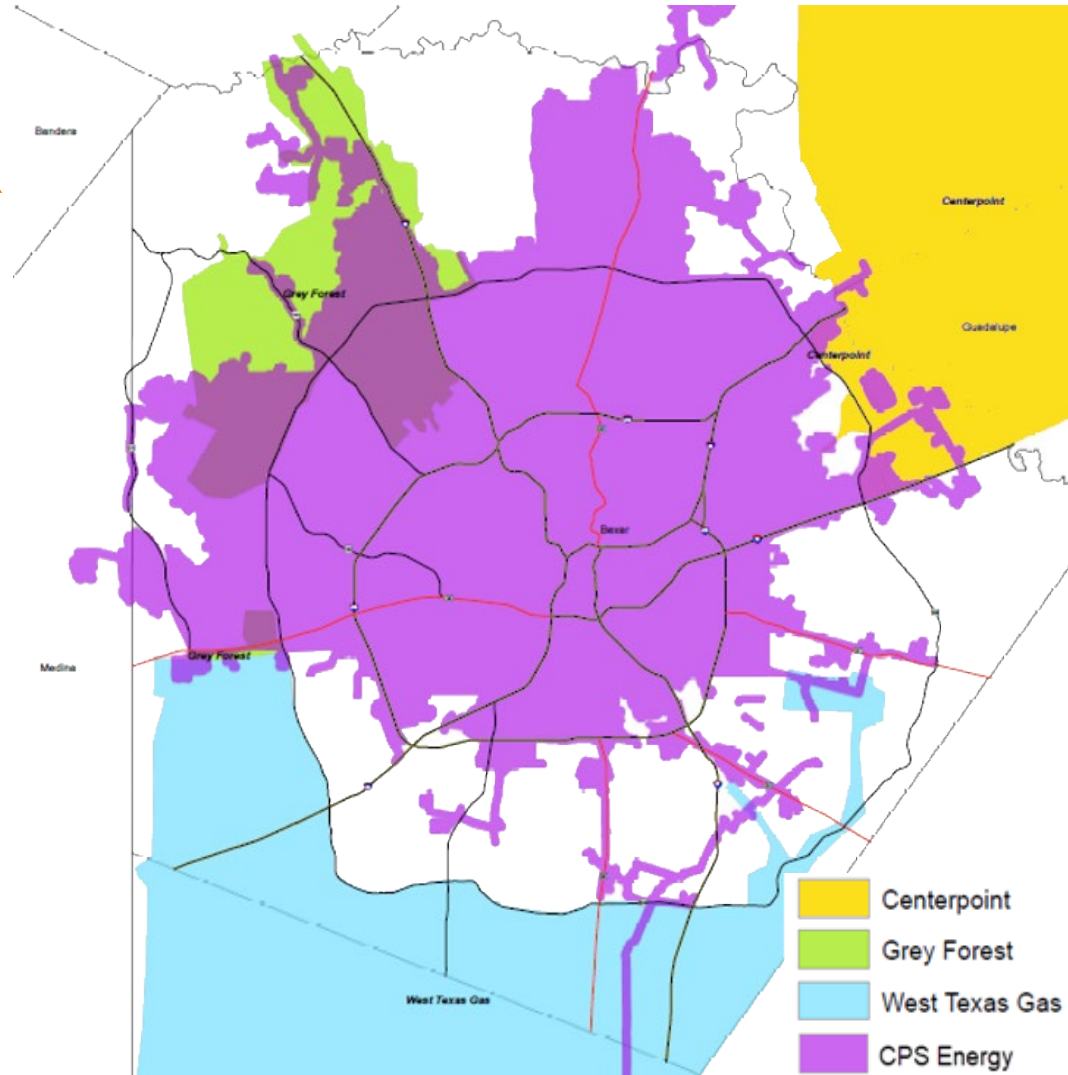 Bandera
Centerpoint
Grey Forest
Guadalupe
Centerpoint
Bexar
Grey Forest
Medina
West Texas Gas
Centerpoint
Grey Forest
West Texas Gas
CPS Energy